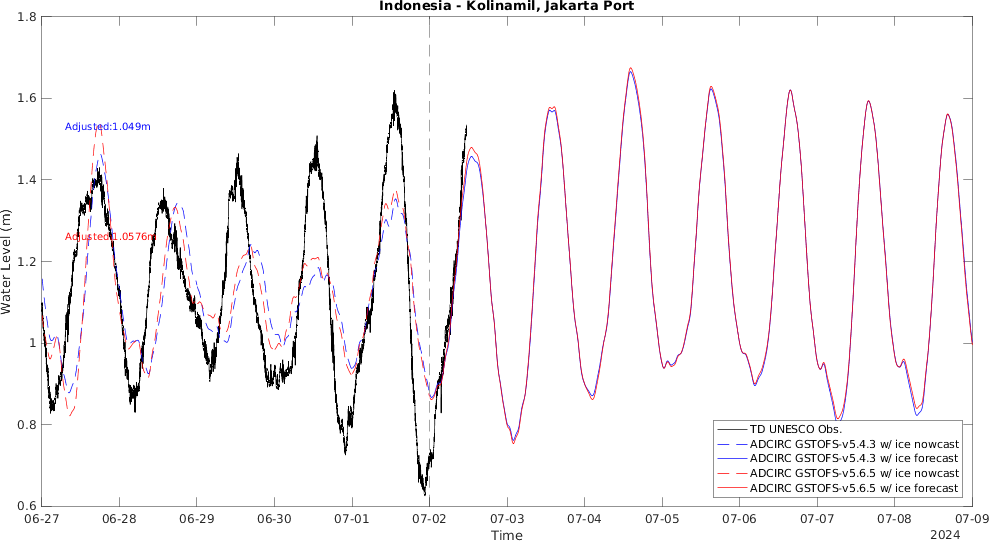 Indonesia - Kolinamil, Jakarta Port
1.8
1.6
1.4
1.2
1
0.8
0.6
Water Level (m)
Adjusted:1.049m
Adjusted:1.0576m
TD UNESCO Obs.
ADCIRC GSTOFS-v5.4.3 w/ ice nowcast
ADCIRC GSTOFS-v5.4.3 w/ ice forecast
ADCIRC GSTOFS-v5.6.5 w/ ice nowcast
ADCIRC GSTOFS-v5.6.5 w/ ice forecast
06-27 06-28 06-29 06-30 07-01 07-02 07-03 07-04 07-05 07-06 07-07 07-08 07-09
Time
2024